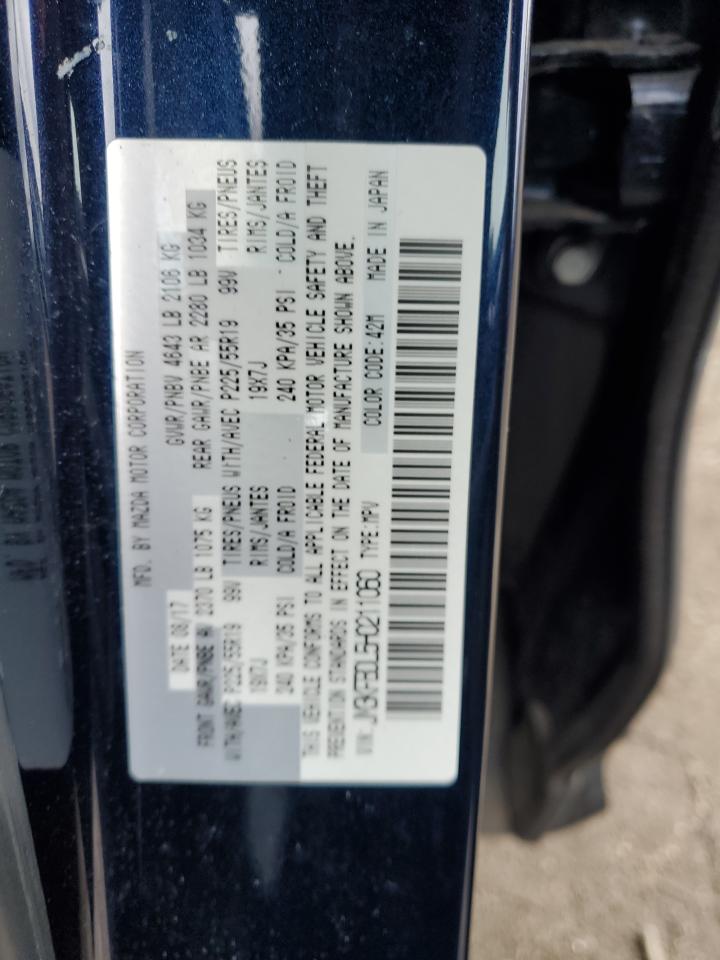 MFD. BY MAZDA MOTOR CORPORATION
DATE 08/17 GVWR/PNBV 4643 LB 2106 KG
FRONT GAWR/PNBE AV 2370 LB 1075 KG REAR GAWR/PNBE AR 2280 LB 1034 KG
WITH/AVEC P225/55R19 99V TIRES/PNEUS WITH/AVEC P225/55R19 99V TIRES/PNEUS
19X7J RIMS/JANTES 19X7J RIMS/JANTES
240 KPA/35 PSI COLD/A FROID 240 KPA/35 PSI COLD/A FROID
THIS VEHICLE CONFORMS TO ALL APPLICABLE FEDERAL MOTOR VEHICLE SAFETY AND THEFT
PREVENTION STANDARDS IN EFFECT ON THE DATE OF MANUFACTURE SHOWN ABOVE.
VIN: JM3KFBDL5H0211060 TYPE: MPV COLOR CODE: 42M MADE IN JAPAN